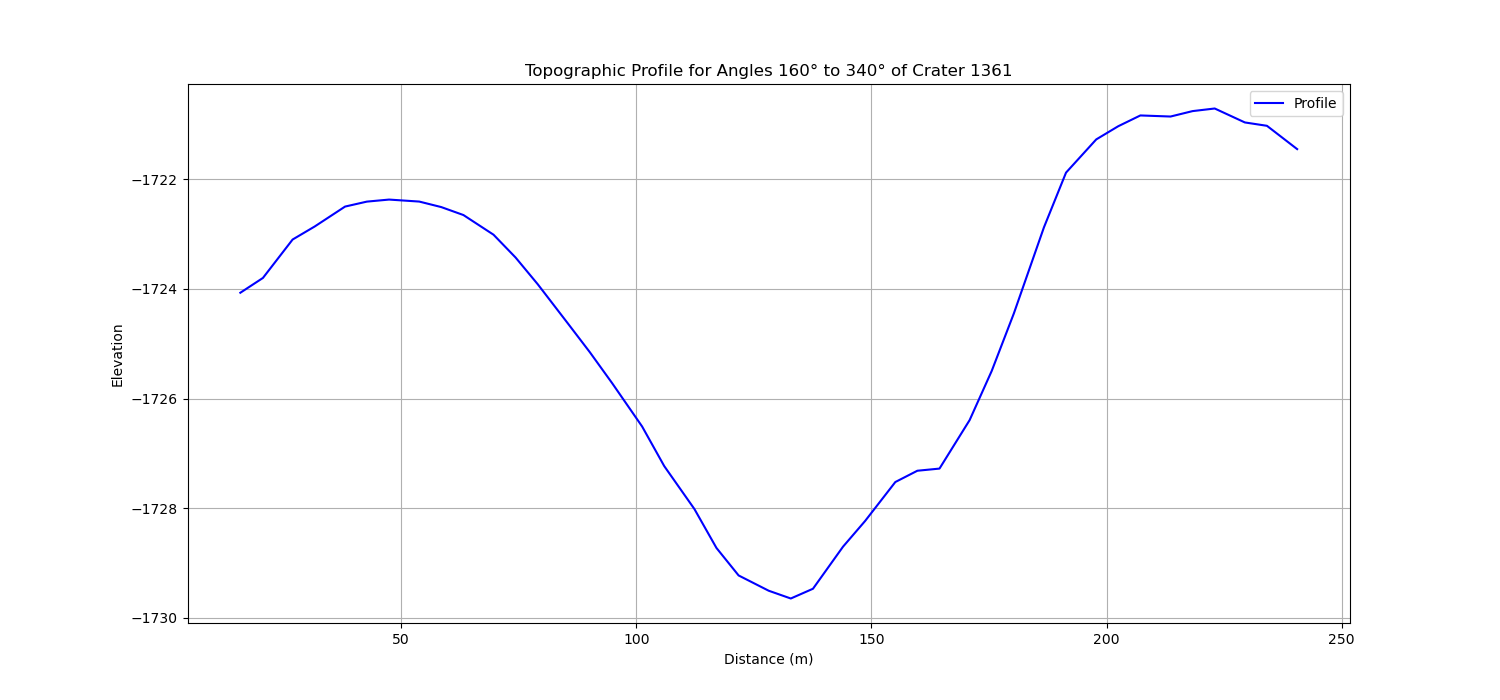 Topographic Profile for Angles 160° to 340° of Crater 1361
Profile
−1722
−1724
−1726
−1728
−1730
Elevation
50
100
150
200
250
Distance (m)